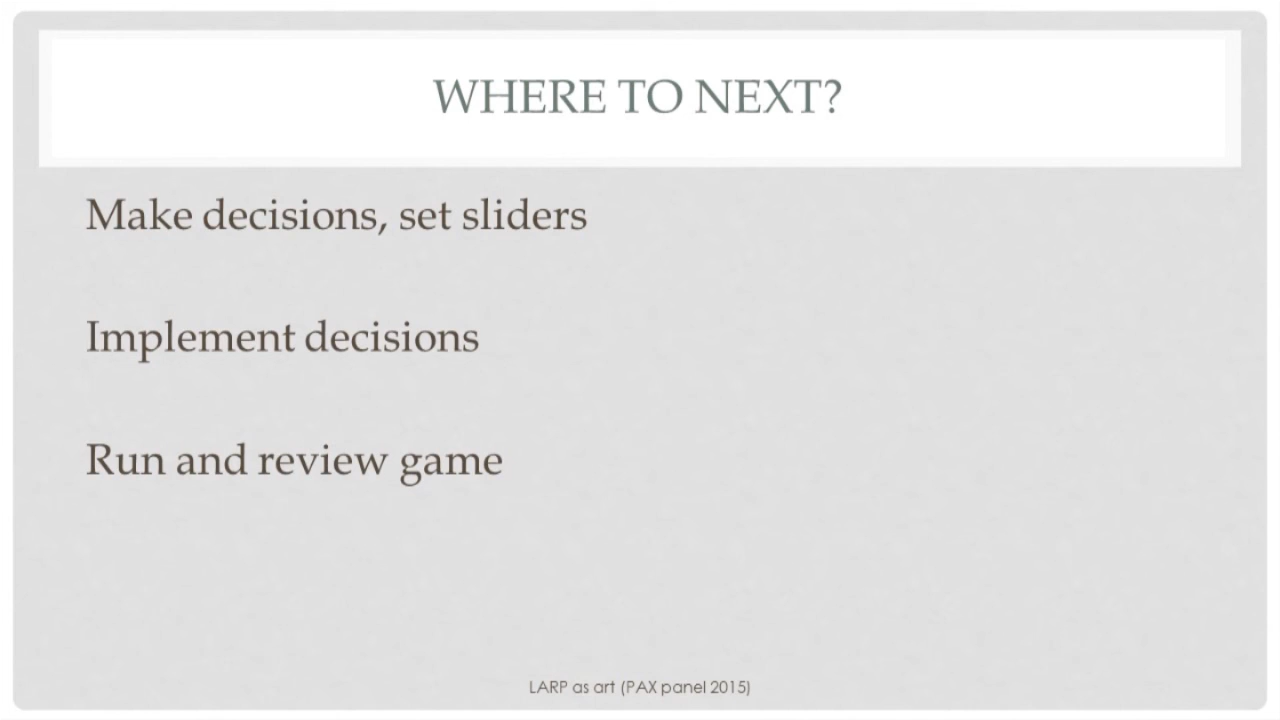 WHERE TO NEXT?
Make decisions, set sliders
Implement decisions
Run and review game
LARP as art (PAX panel 2015)